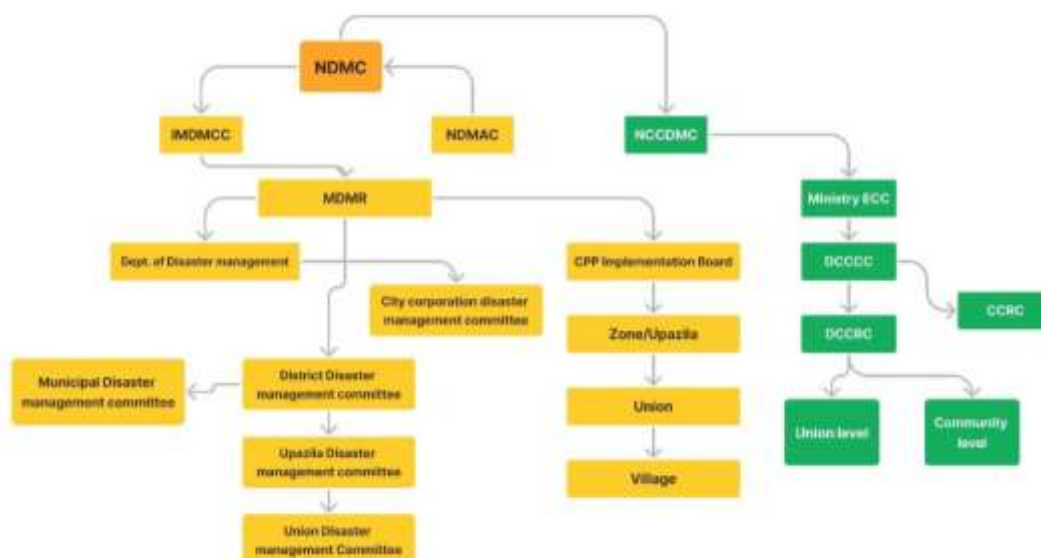 NDMC
IMDMCC
NDMAC
NCCDMC
MDMR
Ministry ECC
Dept. of Disaster management
CPP Implementation Board
DCCCC
City corporation disaster
management committee
CCRC
Zone/Upazila
DCCRC
Municipal Disaster
management committee
District Disaster
management committee
Union
Union level
Community
level
Upazila Disaster
management committee
Village
Union Disaster
management Committee